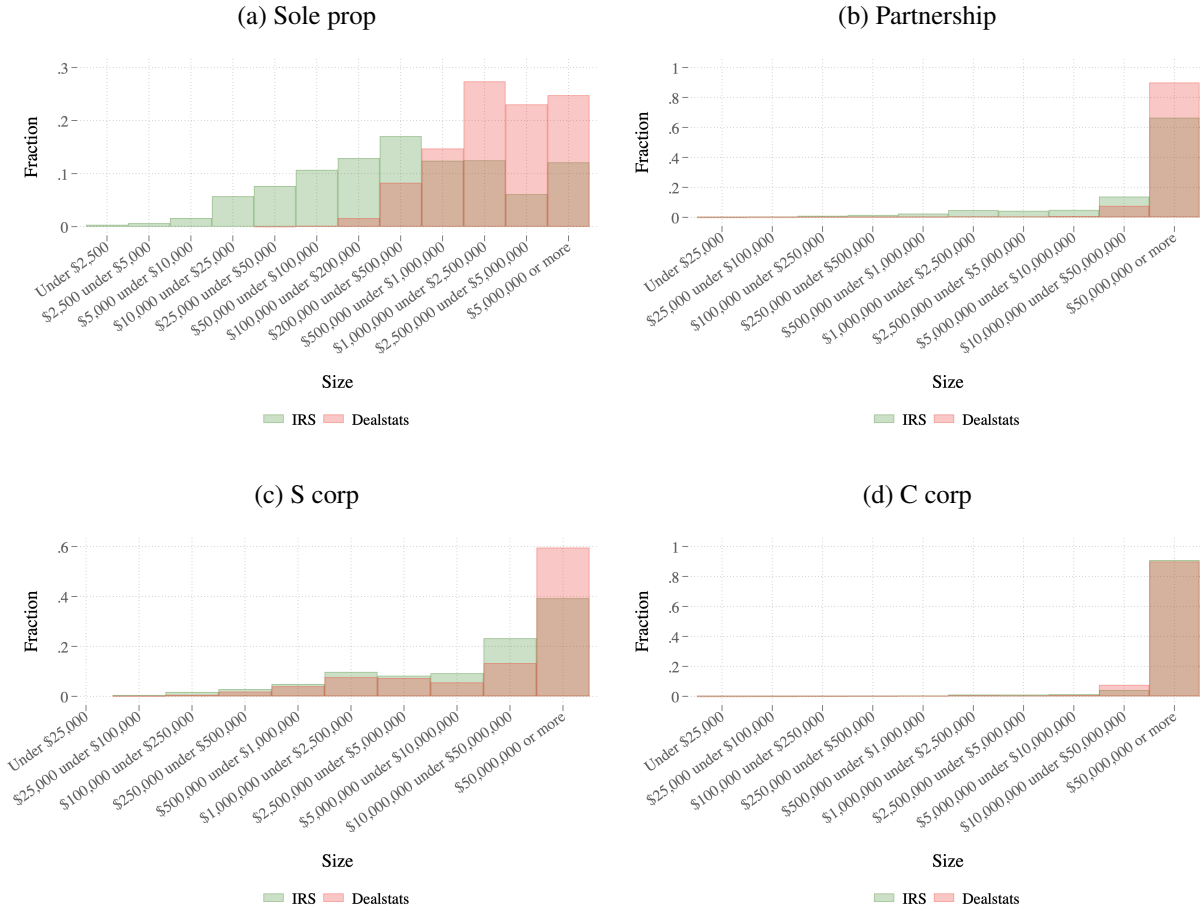 (a) Sole prop
Fraction
.3
.2
.1
0
Under $2,500
$2,500 under $5,000
$5,000 under $10,000
$10,000 under $25,000
$25,000 under $50,000
$50,000 under $100,000
$100,000 under $200,000
$200,000 under $500,000
$500,000 under $1,000,000
$1,000,000 under $2,500,000
$2,500,000 under $5,000,000
$5,000,000 or more
Size
IRS Dealstats
(b) Partnership
Fraction
1
.8
.6
.4
.2
0
Under $25,000
$25,000 under $100,000
$100,000 under $250,000
$250,000 under $500,000
$500,000 under $1,000,000
$1,000,000 under $2,500,000
$2,500,000 under $5,000,000
$5,000,000 under $10,000,000
$10,000,000 under $50,000,000
$50,000,000 or more
Size
IRS Dealstats
(c) S corp
Fraction
.6
.4
.2
0
Under $25,000
$25,000 under $100,000
$100,000 under $250,000
$250,000 under $500,000
$500,000 under $1,000,000
$1,000,000 under $2,500,000
$2,500,000 under $5,000,000
$5,000,000 under $10,000,000
$10,000,000 under $50,000,000
$50,000,000 or more
Size
IRS Dealstats
(d) C corp
Fraction
1
.8
.6
.4
.2
0
Under $25,000
$25,000 under $100,000
$100,000 under $250,000
$250,000 under $500,000
$500,000 under $1,000,000
$1,000,000 under $2,500,000
$2,500,000 under $5,000,000
$5,000,000 under $10,000,000
$10,000,000 under $50,000,000
$50,000,000 or more
Size
IRS Dealstats